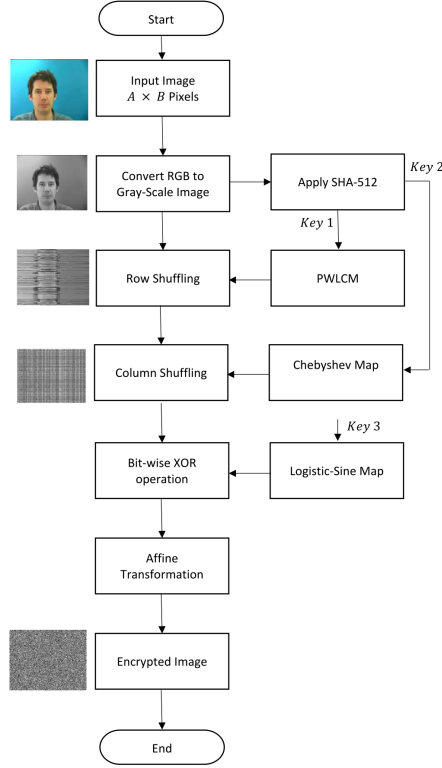 Start
Input Image
A × B Pixels
Convert RGB to
Gray-Scale Image
Apply SHA-512
Key 2
Key 1
Row Shuffling
PWLCM
Column Shuffling
Chebyshev Map
Key 3
Bit-wise XOR
operation
Logistic-Sine Map
Affine
Transformation
Encrypted Image
End